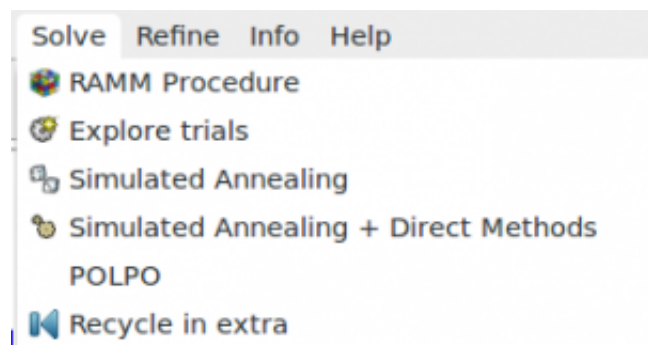 Solve Refine Info Help
RAMM Procedure
Explore trials
Simulated Annealing
Simulated Annealing + Direct Methods
POLPO
Recycle in extra